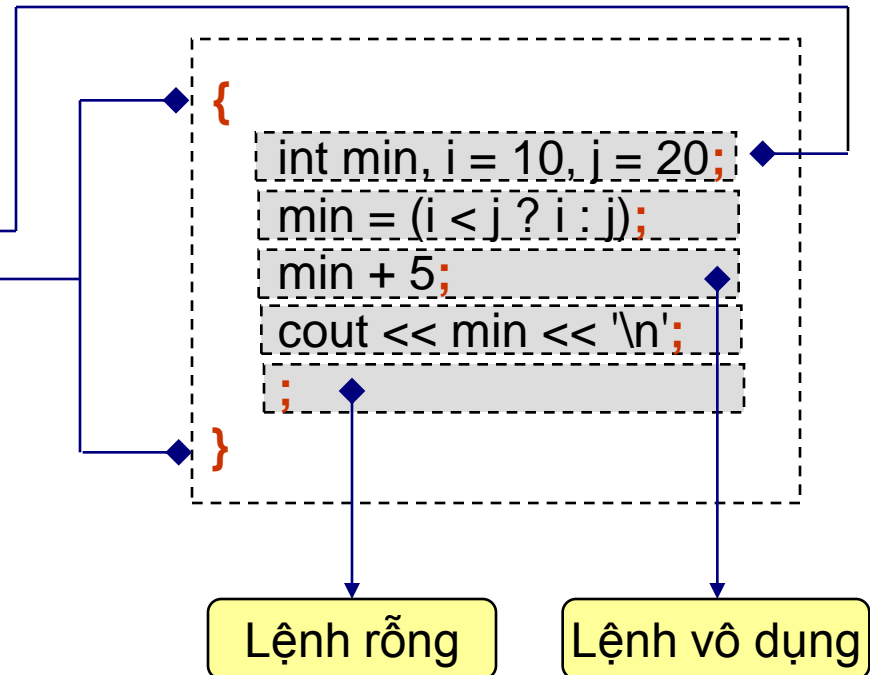 {
int min, i = 10, j = 20;
min = (i < j ? i : j);
min + 5;
cout << min << '\n';
;
}
Lệnh rỗng
Lệnh vô dụng